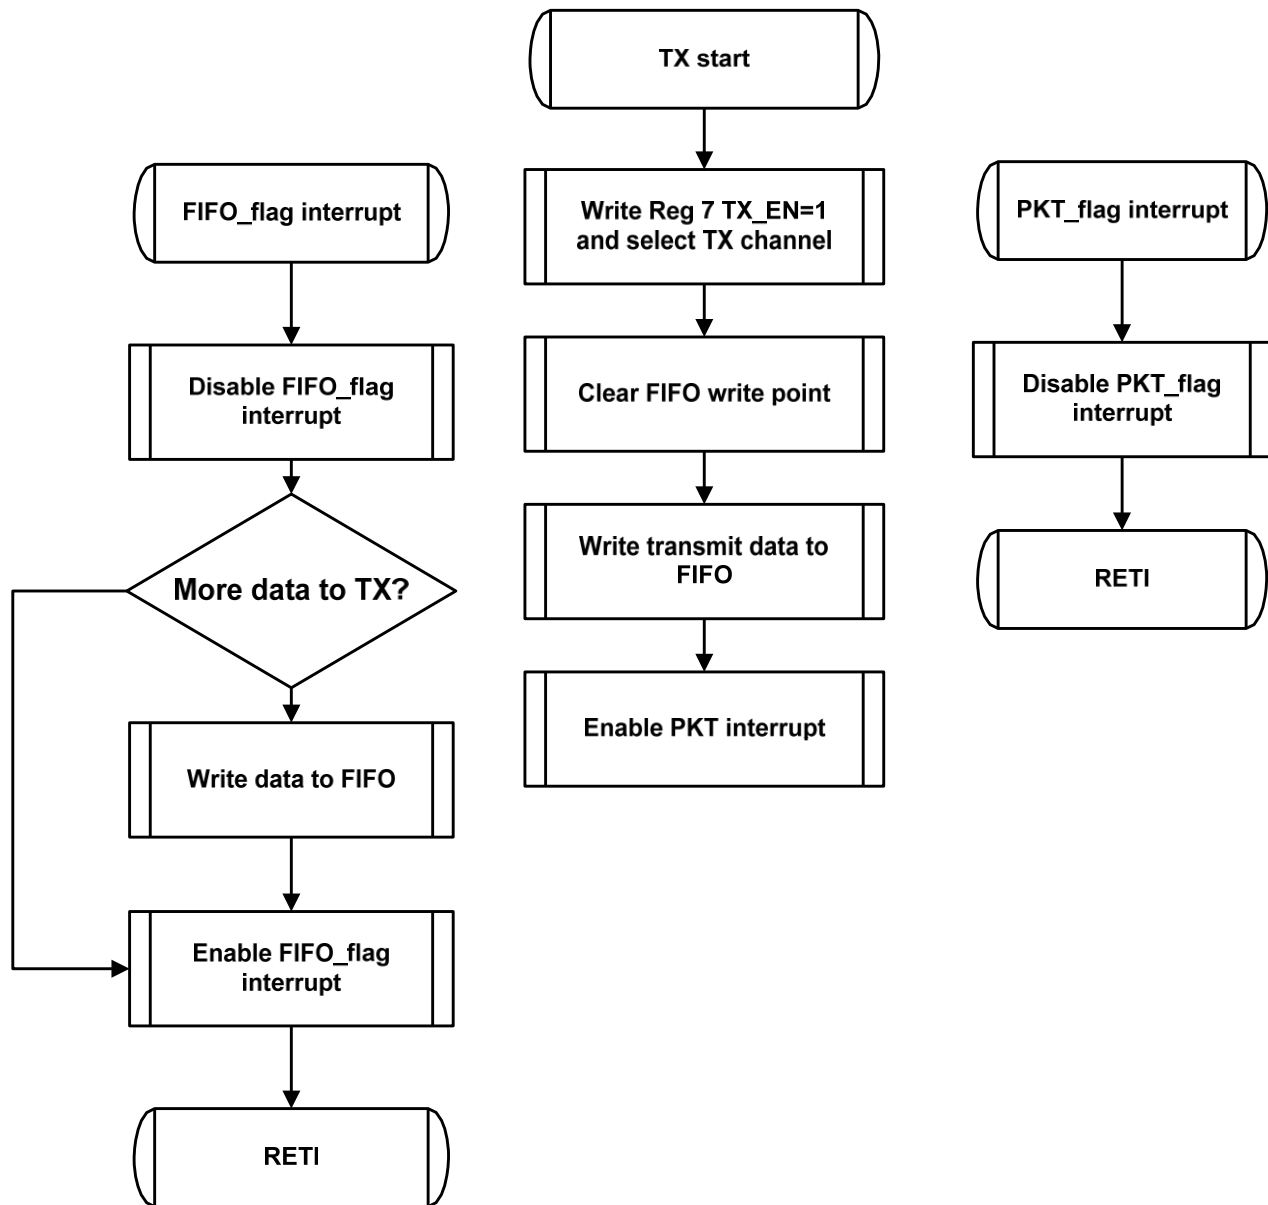 TX start
Write Reg 7 TX_EN=1
and select TX channel
Clear FIFO write point
Write transmit data to
FIFO
Enable PKT interrupt
FIFO_flag interrupt
Disable FIFO_flag
interrupt
More data to TX?
Write data to FIFO
Enable FIFO_flag
interrupt
RETI
PKT_flag interrupt
Disable PKT_flag
interrupt
RETI